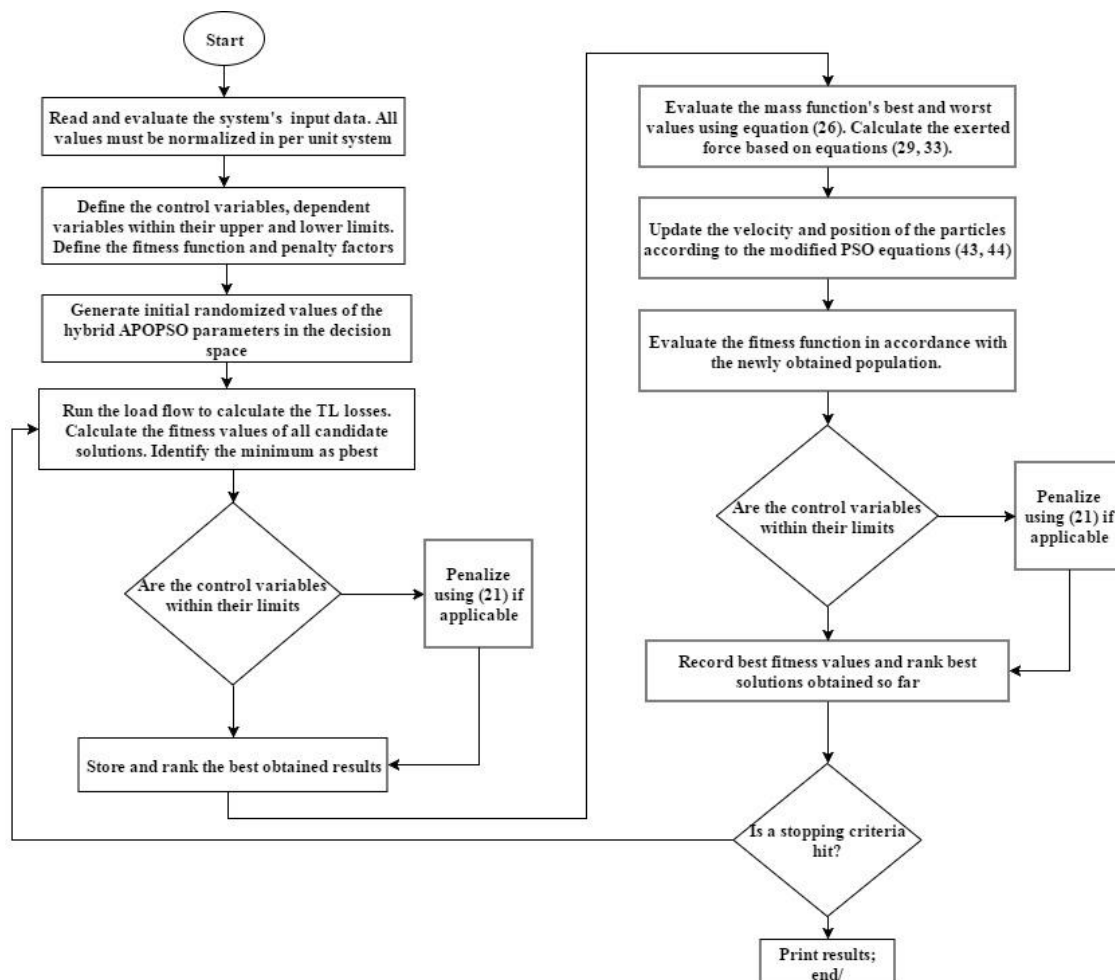 Start
Read and evaluate the system's input data. All
values must be normalized in per unit system
Define the control variables, dependent
variables within their upper and lower limits.
Define the fitness function and penalty factors
Generate initial randomized values of the
hybrid APOPSO parameters in the decision
space
Run the load flow to calculate the TL losses.
Calculate the fitness values of all candidate
solutions. Identify the minimum as pbest
Are the control variables
within their limits
Penalize
using (21) if
applicable
Store and rank the best obtained results
Evaluate the mass function's best and worst
values using equation (26). Calculate the exerted
force based on equations (29, 33).
Update the velocity and position of the particles
according to the modified PSO equations (43, 44)
Evaluate the fitness function in accordance with
the newly obtained population.
Are the control variables
within their limits
Penalize
using (21) if
applicable
Record best fitness values and rank best
solutions obtained so far
Is a stopping criteria
hit?
Print results;
end/